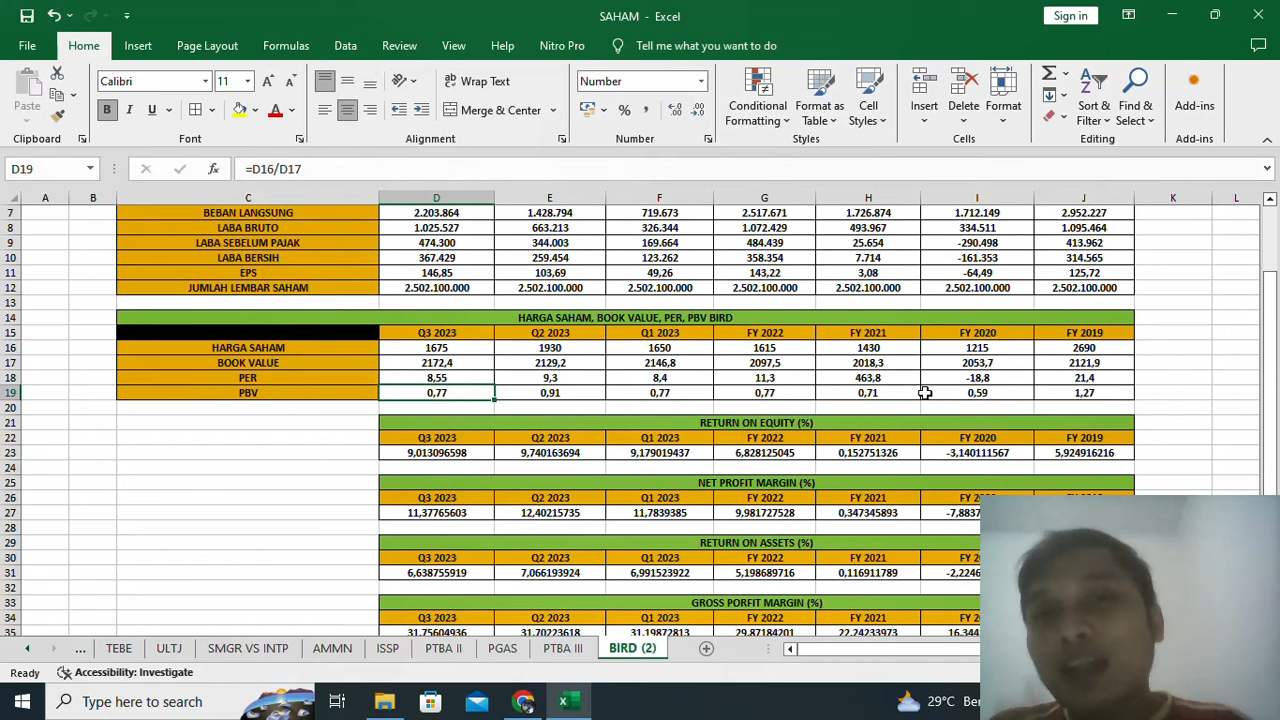 SAHAM - Excel
Sign in
File Home Insert Page Layout Formulas Data Review View Help Nitro Pro Tell me what you want to do
Paste
Calibri 11
B I U
Wrap Text
Merge & Center
Number
Conditional Formatting
Format as Table
Cell Styles
Insert Delete Format
Sort & Filter
Find & Select
Add-ins
Clipboard Font Alignment Number Styles Cells Editing Add-ins
D19 fx =D16/D17
A B C D E F G H I J K L
7 BEBAN LANGSUNG 2.203.864 1.428.794 719.673 2.517.671 1.726.874 1.712.149 2.952.227
8 LABA BRUTO 1.025.527 663.213 326.344 1.072.429 493.967 334.511 1.095.464
9 LABA SEBELUM PAJAK 474.300 344.003 169.664 484.439 25.654 -290.498 413.962
10 LABA BERSIH 367.429 259.454 123.262 358.354 7.714 -161.353 314.565
11 EPS 146,85 103,69 49,26 143,22 3,08 -64,49 125,72
12 JUMLAH LEMBAR SAHAM 2.502.100.000 2.502.100.000 2.502.100.000 2.502.100.000 2.502.100.000 2.502.100.000 2.502.100.000
13
14 HARGA SAHAM, BOOK VALUE, PER, PBV BIRD
15 Q3 2023 Q2 2023 Q1 2023 FY 2022 FY 2021 FY 2020 FY 2019
16 HARGA SAHAM 1675 1930 1650 1615 1430 1215 2690
17 BOOK VALUE 2172,4 2129,2 2146,8 2097,5 2018,3 2053,7 2121,9
18 PER 8,55 9,3 8,4 11,3 463,8 -18,8 21,4
19 PBV 0,77 0,91 0,77 0,77 0,71 0,59 1,27
20
21 RETURN ON EQUITY (%)
22 Q3 2023 Q2 2023 Q1 2023 FY 2022 FY 2021 FY 2020 FY 2019
23 9,013096598 9,740163694 9,179019437 6,828125045 0,152751326 -3,140111567 5,924916216
24
25 NET PROFIT MARGIN (%)
26 Q3 2023 Q2 2023 Q1 2023 FY 2022 FY 2021 FY 2020
27 11,37765603 12,40215735 11,7839385 9,981727528 0,347345893 -7,8837
28
29 RETURN ON ASSETS (%)
30 Q3 2023 Q2 2023 Q1 2023 FY 2022 FY 2021
31 6,638755919 7,066193924 6,991523922 5,198689716 0,116911789 -2,2246
32
33 GROSS PORFIT MARGIN (%)
34 Q3 2023 Q2 2023 Q1 2023 FY 2022 FY 2021
35 31,75604936 31,70223618 31,19872813 29,87184201 22,24233973
... TEBE ULTJ SMGR VS INTP AMMN ISSP PTBA II PGAS PTBA III BIRD (2)
Ready Accessibility: Investigate
Type here to search
29°C